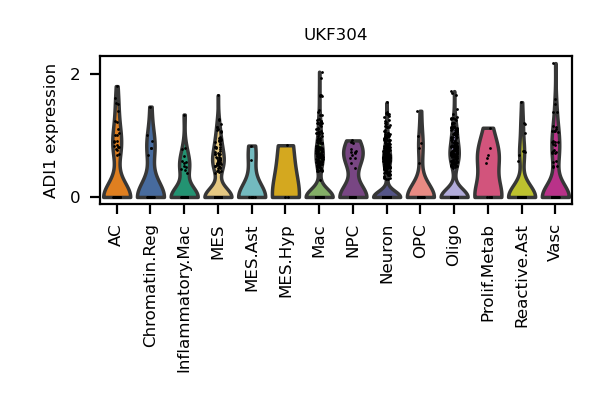 UKF304
ADI1 expression
2
0
AC
Chromatin.Reg
Inflammatory.Mac
MES
MES.Ast
MES.Hyp
Mac
NPC
Neuron
OPC
Oligo
Prolif.Metab
Reactive.Ast
Vasc